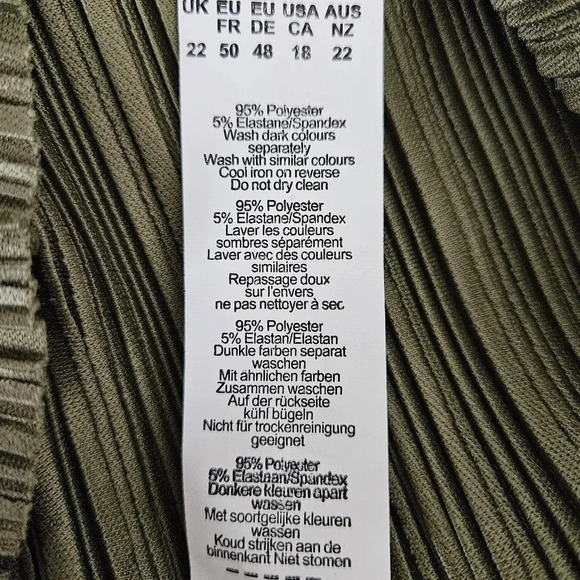 UK EU EU USA AUS
FR DE CA NZ
22 50 48 18 22
95% Polyester
5% Elastane/Spandex
Wash dark colours
separately
Wash with similar colours
Cool iron on reverse
Do not dry clean
95% Polyester
5% Elastane/Spandex
Laver les couleurs
sombres séparément
Laver avec des couleurs
similaires
Repassage doux
sur l'envers
ne pas nettoyer à sec
95% Polyester
5% Elastan/Elastan
Dunkle farben separat
waschen
Mit ähnlichen farben
Zusammen waschen
Auf der rückseite
kühl bügeln
Nicht für trockenreinigung
geeignet
95% Polyester
5% Elastaan/Spandex
Donkere kleuren apart
wassen
Met soortgelijke kleuren
wassen
Koud strijken aan de
binnenkant Niet stomen